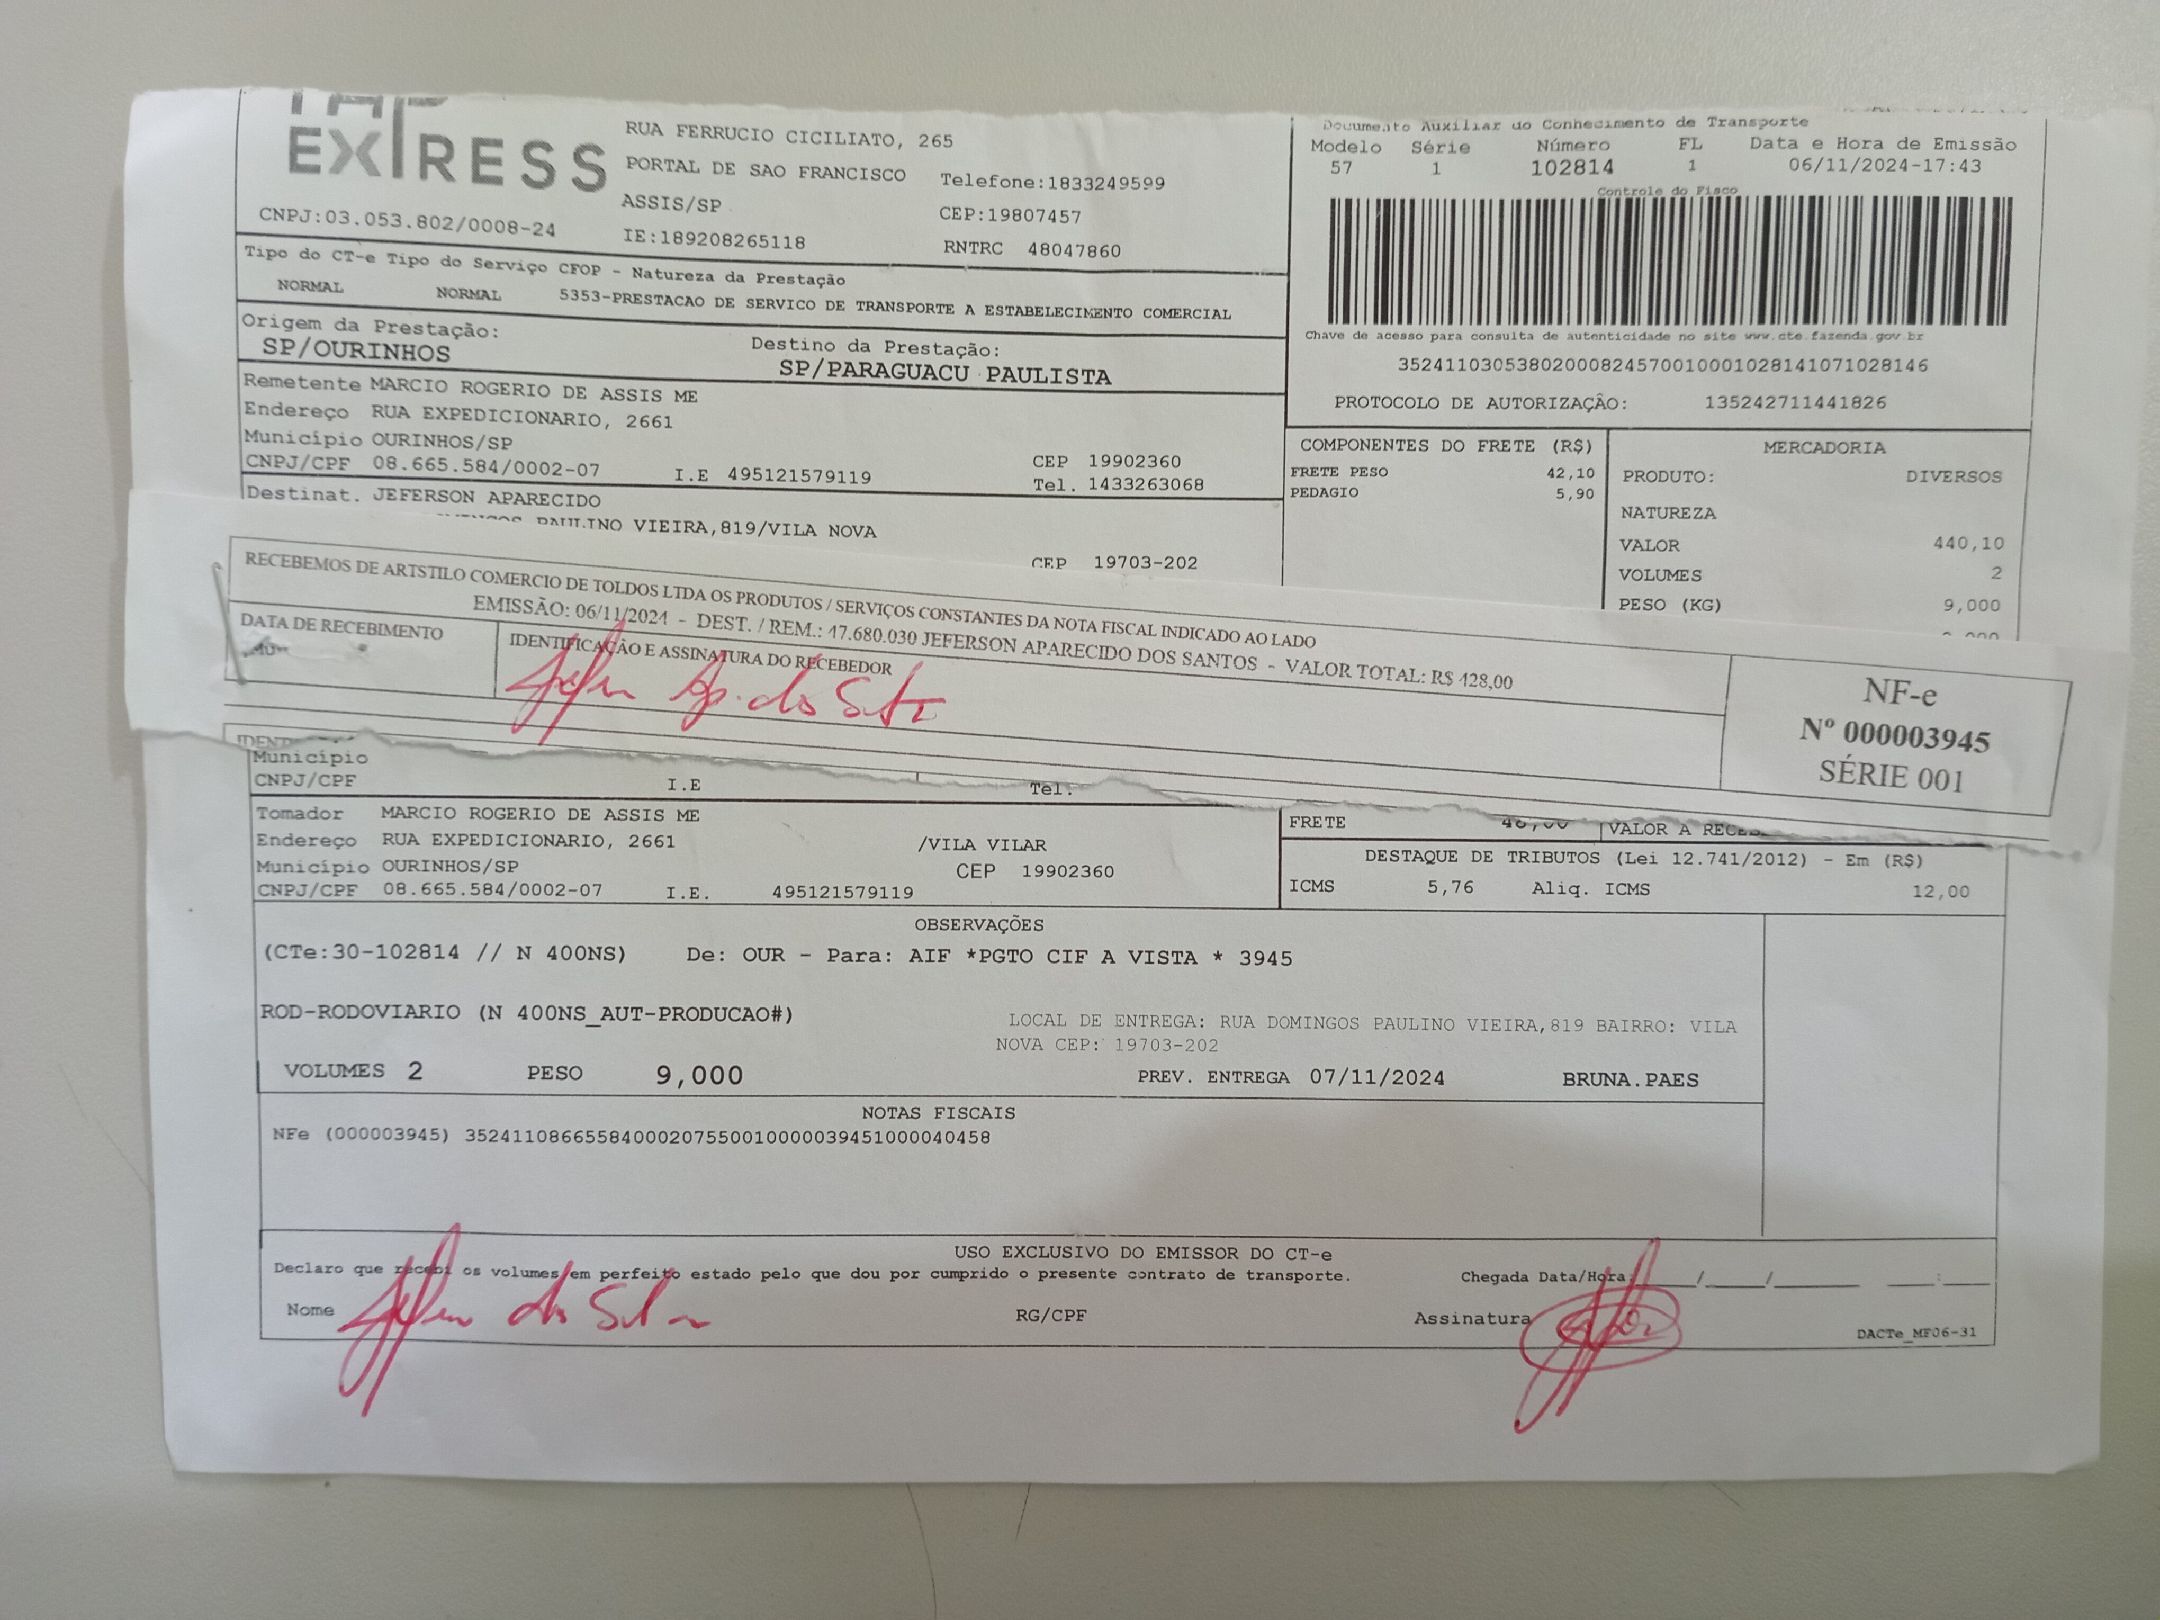 EXPRESS
RUA FERRUCIO CICILIATO, 265
PORTAL DE SAO FRANCISCO
Telefone:1833249599
ASSIS/SP
CEP:19807457
CNPJ:03.053.802/0008-24
IE:189208265118
RNTRC 48047860
Documento Auxiliar do Conhecimento de Transporte
Modelo Série Número FL Data e Hora de Emissão
57 1 102814 1 06/11/2024-17:43
Controle do Fisco
Chave de acesso para consulta de autenticidade no site www.cte.fazenda.gov.br
35241103053802000824570010001028141071028146
PROTOCOLO DE AUTORIZAÇÃO: 135242711441826
Tipo do CT-e Tipo do Serviço CFOP - Natureza da Prestação
NORMAL NORMAL 5353-PRESTACAO DE SERVICO DE TRANSPORTE A ESTABELECIMENTO COMERCIAL
Origem da Prestação:
SP/OURINHOS
Destino da Prestação:
SP/PARAGUACU PAULISTA
Remetente MARCIO ROGERIO DE ASSIS ME
Endereço RUA EXPEDICIONARIO, 2661
Município OURINHOS/SP
CEP 19902360
CNPJ/CPF 08.665.584/0002-07 I.E 495121579119 Tel. 1433263068
Destinat. JEFERSON APARECIDO
PAULINO VIEIRA,819/VILA NOVA
CEP 19703-202
COMPONENTES DO FRETE (R$)
FRETE PESO 42,10
PEDAGIO 5,90
MERCADORIA
PRODUTO: DIVERSOS
NATUREZA
VALOR 440,10
VOLUMES 2
PESO (KG) 9,000
RECEBEMOS DE ARTSTILO COMERCIO DE TOLDOS LTDA OS PRODUTOS / SERVIÇOS CONSTANTES DA NOTA FISCAL INDICADO AO LADO
EMISSÃO: 06/11/2024 - DEST. / REM.: 17.680.030 JEFERSON APARECIDO DOS SANTOS - VALOR TOTAL: R$ 128,00
DATA DE RECEBIMENTO
IDENTIFICAÇÃO E ASSINATURA DO RECEBEDOR
NF-e
Nº 000003945
SÉRIE 001
Município
CNPJ/CPF I.E Tel.
Tomador MARCIO ROGERIO DE ASSIS ME
Endereço RUA EXPEDICIONARIO, 2661 /VILA VILAR
Município OURINHOS/SP CEP 19902360
CNPJ/CPF 08.665.584/0002-07 I.E. 495121579119
FRETE 48,00 VALOR A
DESTAQUE DE TRIBUTOS (Lei 12.741/2012) - Em (R$)
ICMS 5,76 Aliq. ICMS 12,00
OBSERVAÇÕES
(CTe:30-102814 // N 400NS) De: OUR - Para: AIF *PGTO CIF A VISTA * 3945
ROD-RODOVIARIO (N 400NS_AUT-PRODUCAO#)
LOCAL DE ENTREGA: RUA DOMINGOS PAULINO VIEIRA,819 BAIRRO: VILA
NOVA CEP: 19703-202
VOLUMES 2 PESO 9,000 PREV. ENTREGA 07/11/2024 BRUNA.PAES
NOTAS FISCAIS
NFe (000003945) 35241108665584000207550010000039451000040458
USO EXCLUSIVO DO EMISSOR DO CT-e
Declaro que recebi os volumes em perfeito estado pelo que dou por cumprido o presente contrato de transporte.
Chegada Data/Hora: / / :
Nome RG/CPF Assinatura
DACTe_MF06-31